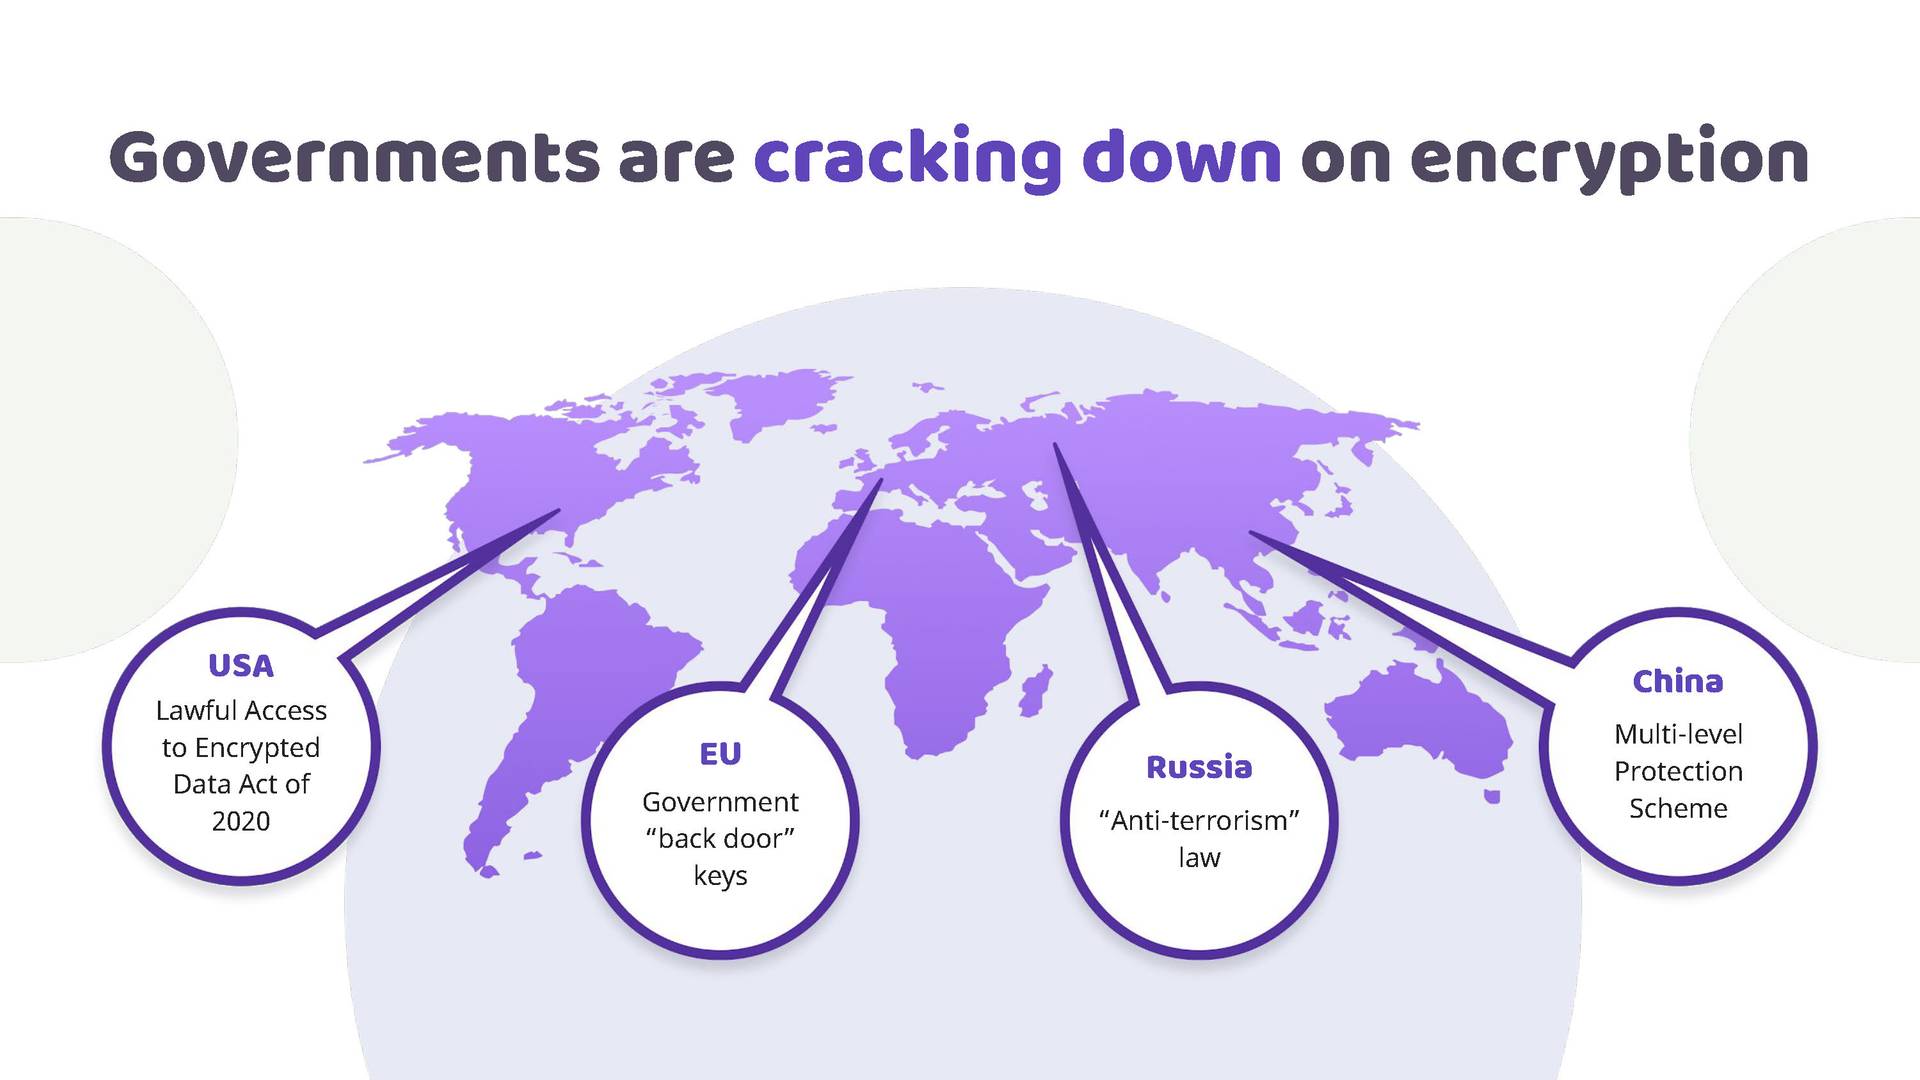 Governments are cracking down on encryption
USA
Lawful Access
to Encrypted
Data Act of
2020
EU
Government
“back door”
keys
Russia
“Anti-terrorism”
law
China
Multi-level
Protection
Scheme